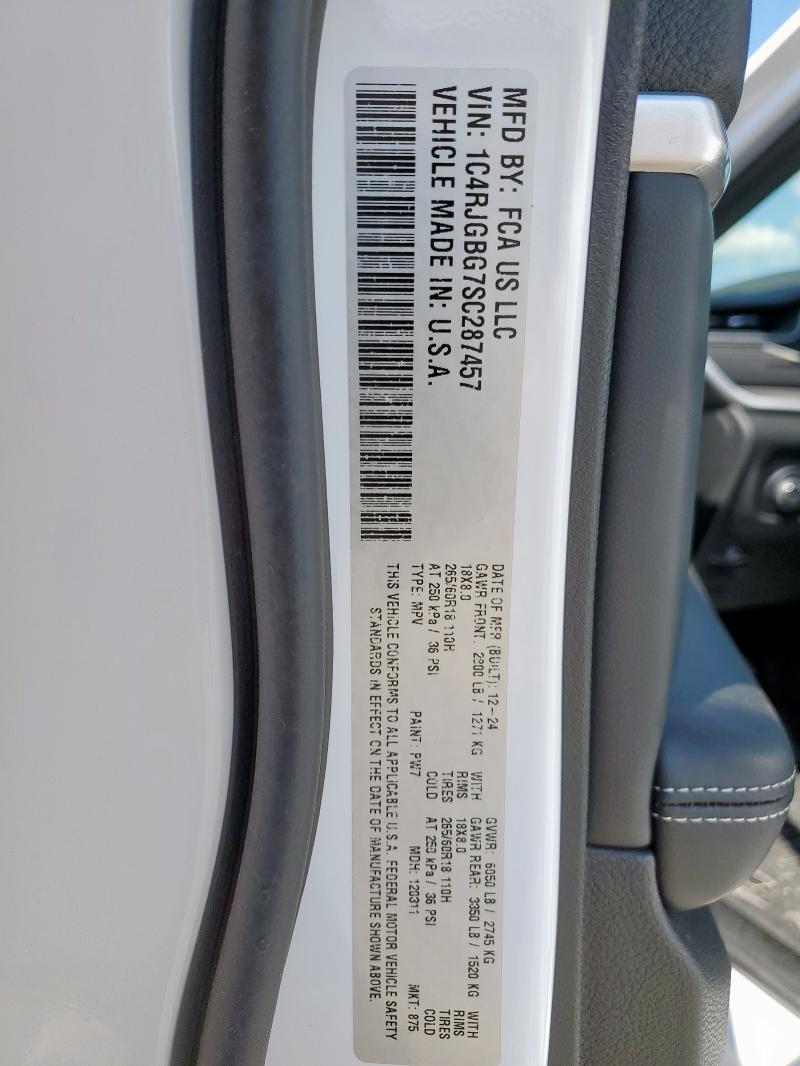 MFD BY: FCA US LLC
VIN: 1C4RJGBG7SC287457
VEHICLE MADE IN: U.S.A.
DATE OF MFR (BUILT): 12-24 GVWR: 6050 LB / 2745 KG
GAWR FRONT: 2800 LB / 1271 KG WITH GAWR REAR: 3350 LB / 1520 KG WITH
18X8.0 RIMS 18X8.0 RIMS
265/60R18 110H TIRES 265/60R18 110H TIRES
AT 250 kPa / 36 PSI COLD AT 250 kPa / 36 PSI COLD
TYPE: MPV PAINT: PW7 MDH: 120311 MKT: 875
THIS VEHICLE CONFORMS TO ALL APPLICABLE U.S.A. FEDERAL MOTOR VEHICLE SAFETY
STANDARDS IN EFFECT ON THE DATE OF MANUFACTURE SHOWN ABOVE.